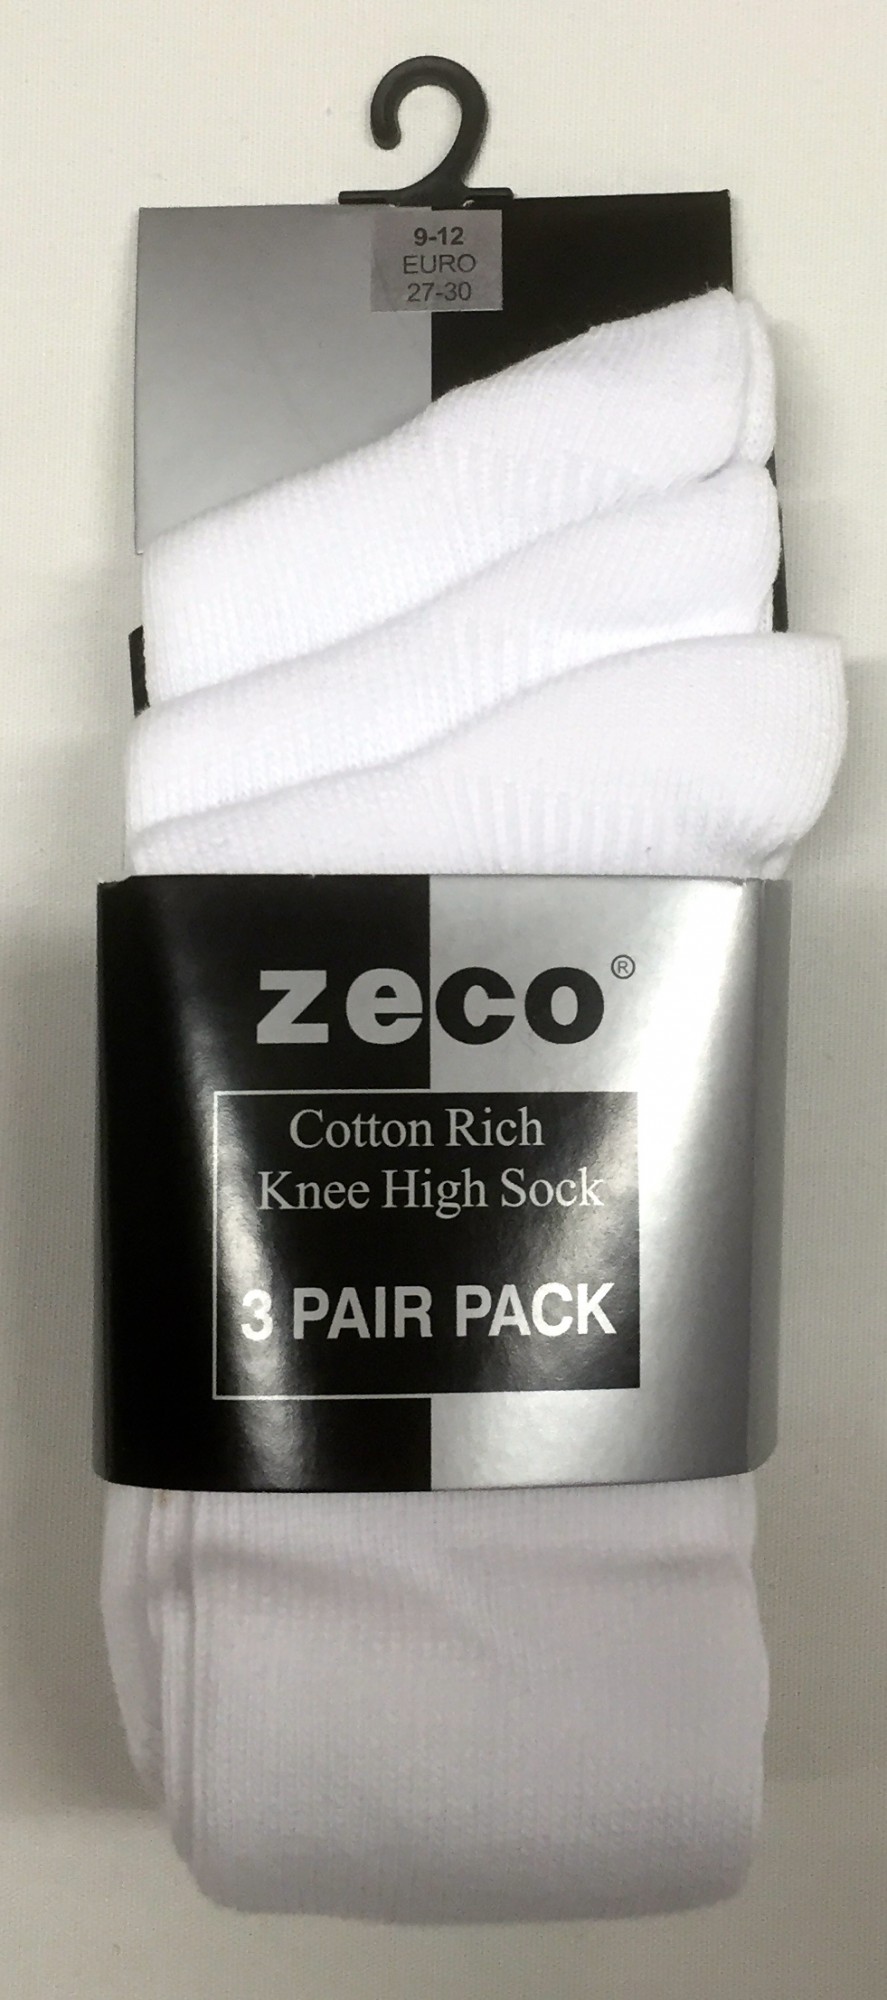 9-12
EURO
27-30
zeco®
Cotton Rich
Knee High Sock
3 PAIR PACK